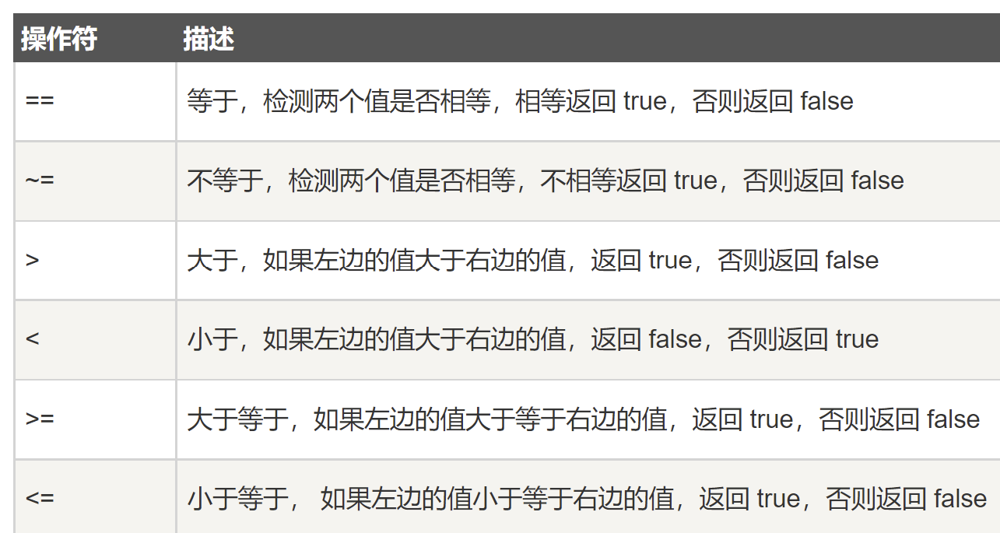 操作符 描述
== 等于，检测两个值是否相等，相等返回 true，否则返回 false
~= 不等于，检测两个值是否相等，不相等返回 true，否则返回 false
> 大于，如果左边的值大于右边的值，返回 true，否则返回 false
< 小于，如果左边的值大于右边的值，返回 false，否则返回 true
>= 大于等于，如果左边的值大于等于右边的值，返回 true，否则返回 false
<= 小于等于， 如果左边的值小于等于右边的值，返回 true，否则返回 false